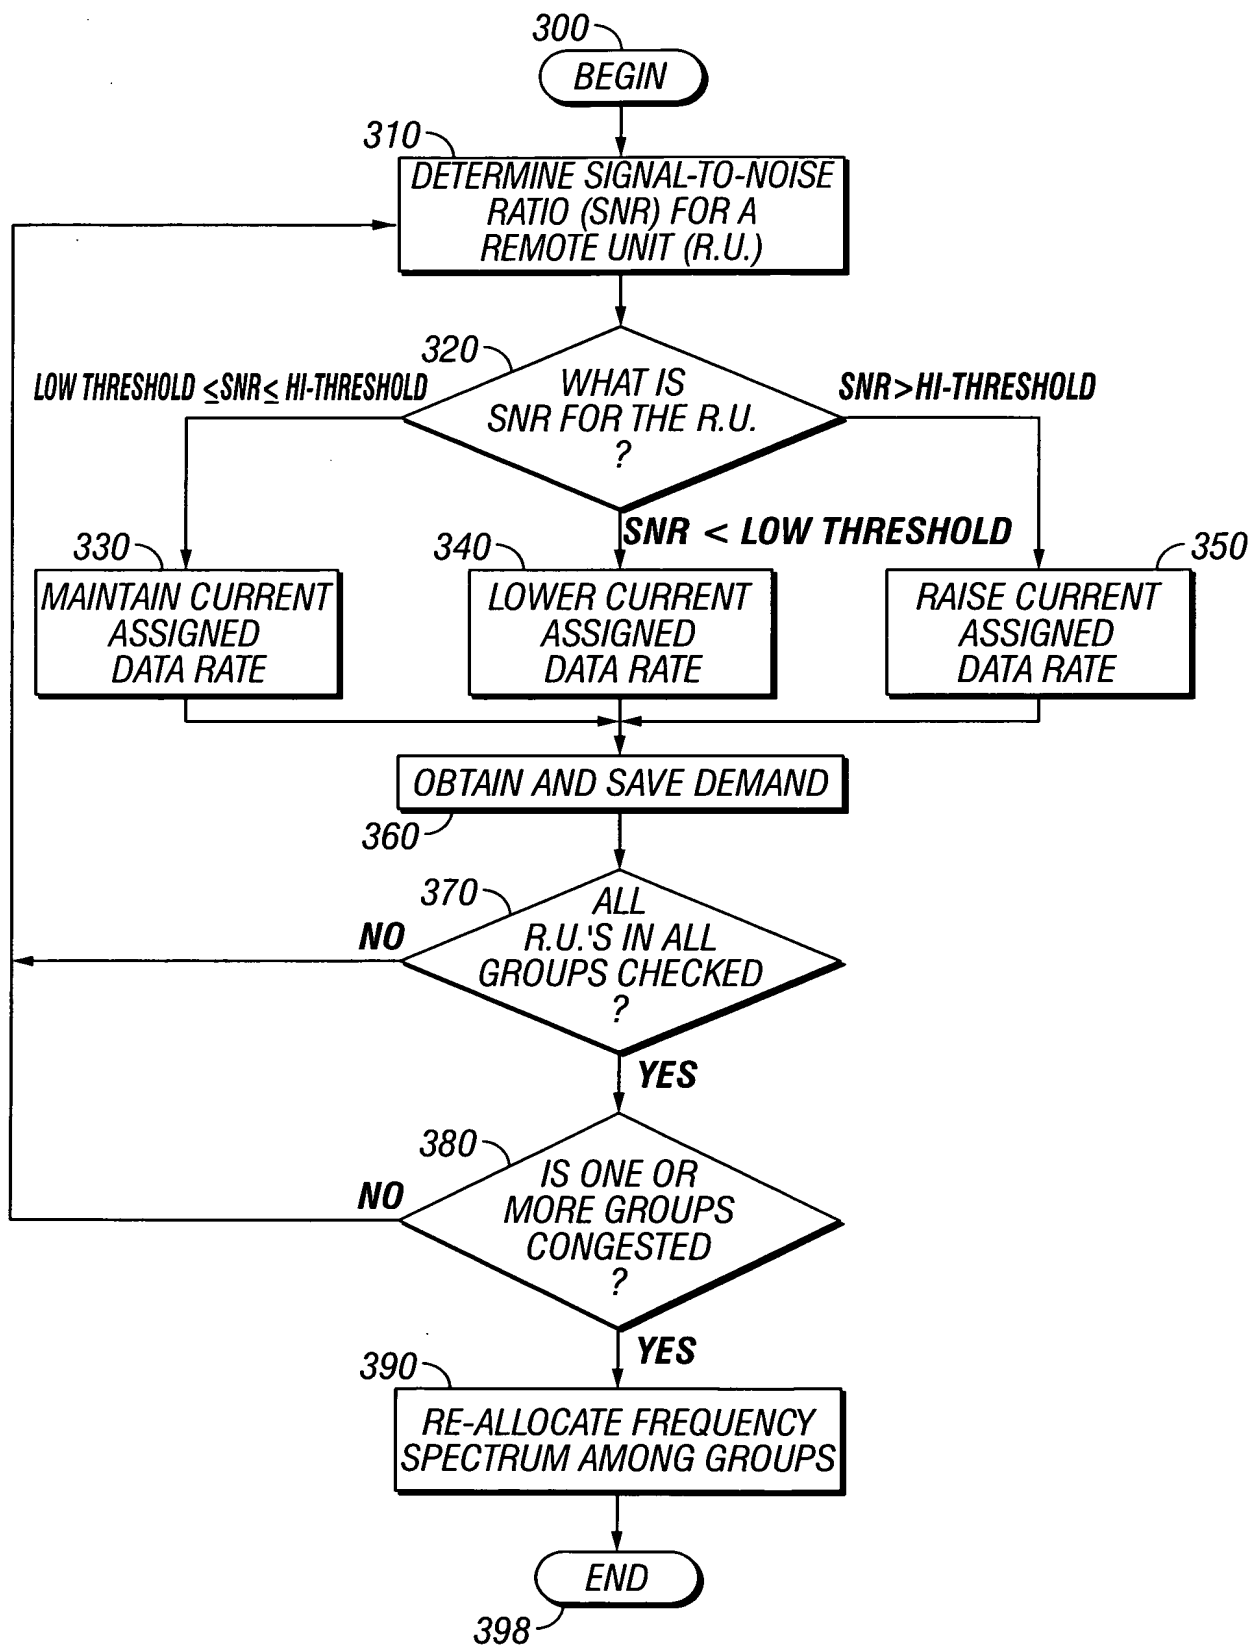 300
BEGIN
310
DETERMINE SIGNAL-TO-NOISE
RATIO (SNR) FOR A
REMOTE UNIT (R.U.)
320
WHAT IS
SNR FOR THE R.U.
?
LOW THRESHOLD ≤SNR≤ HI-THRESHOLD
SNR>HI-THRESHOLD
SNR < LOW THRESHOLD
330
MAINTAIN CURRENT
ASSIGNED
DATA RATE
340
LOWER CURRENT
ASSIGNED
DATA RATE
350
RAISE CURRENT
ASSIGNED
DATA RATE
OBTAIN AND SAVE DEMAND
360
370
ALL
R.U.'S IN ALL
GROUPS CHECKED
?
NO
YES
380
IS ONE OR
MORE GROUPS
CONGESTED
?
NO
YES
390
RE-ALLOCATE FREQUENCY
SPECTRUM AMONG GROUPS
END
398